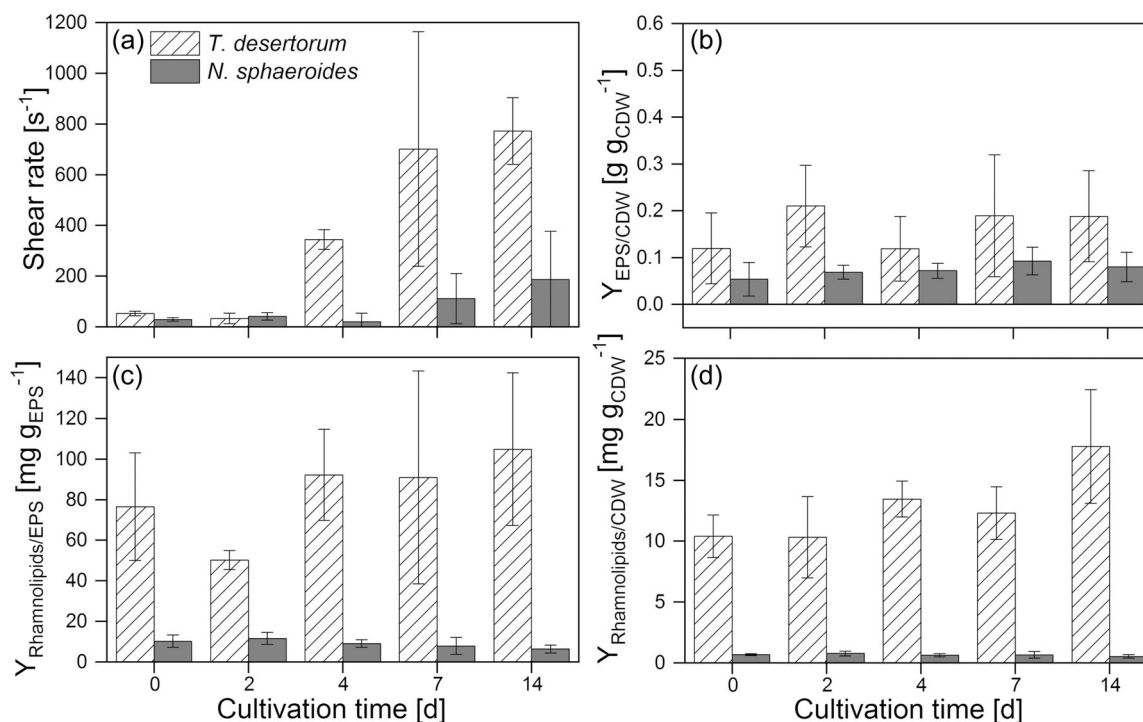 (a)
T. desertorum
N. sphaeroides
Shear rate [s⁻¹]
1200
1000
800
600
400
200
0
(b)
Y_EPS/CDW [g g_CDW⁻¹]
0.6
0.5
0.4
0.3
0.2
0.1
0.0
(c)
Y_Rhamnolipids/EPS [mg g_EPS⁻¹]
140
120
100
80
60
40
20
0
0 2 4 7 14
Cultivation time [d]
(d)
Y_Rhamnolipids/CDW [mg g_CDW⁻¹]
25
20
15
10
5
0
0 2 4 7 14
Cultivation time [d]